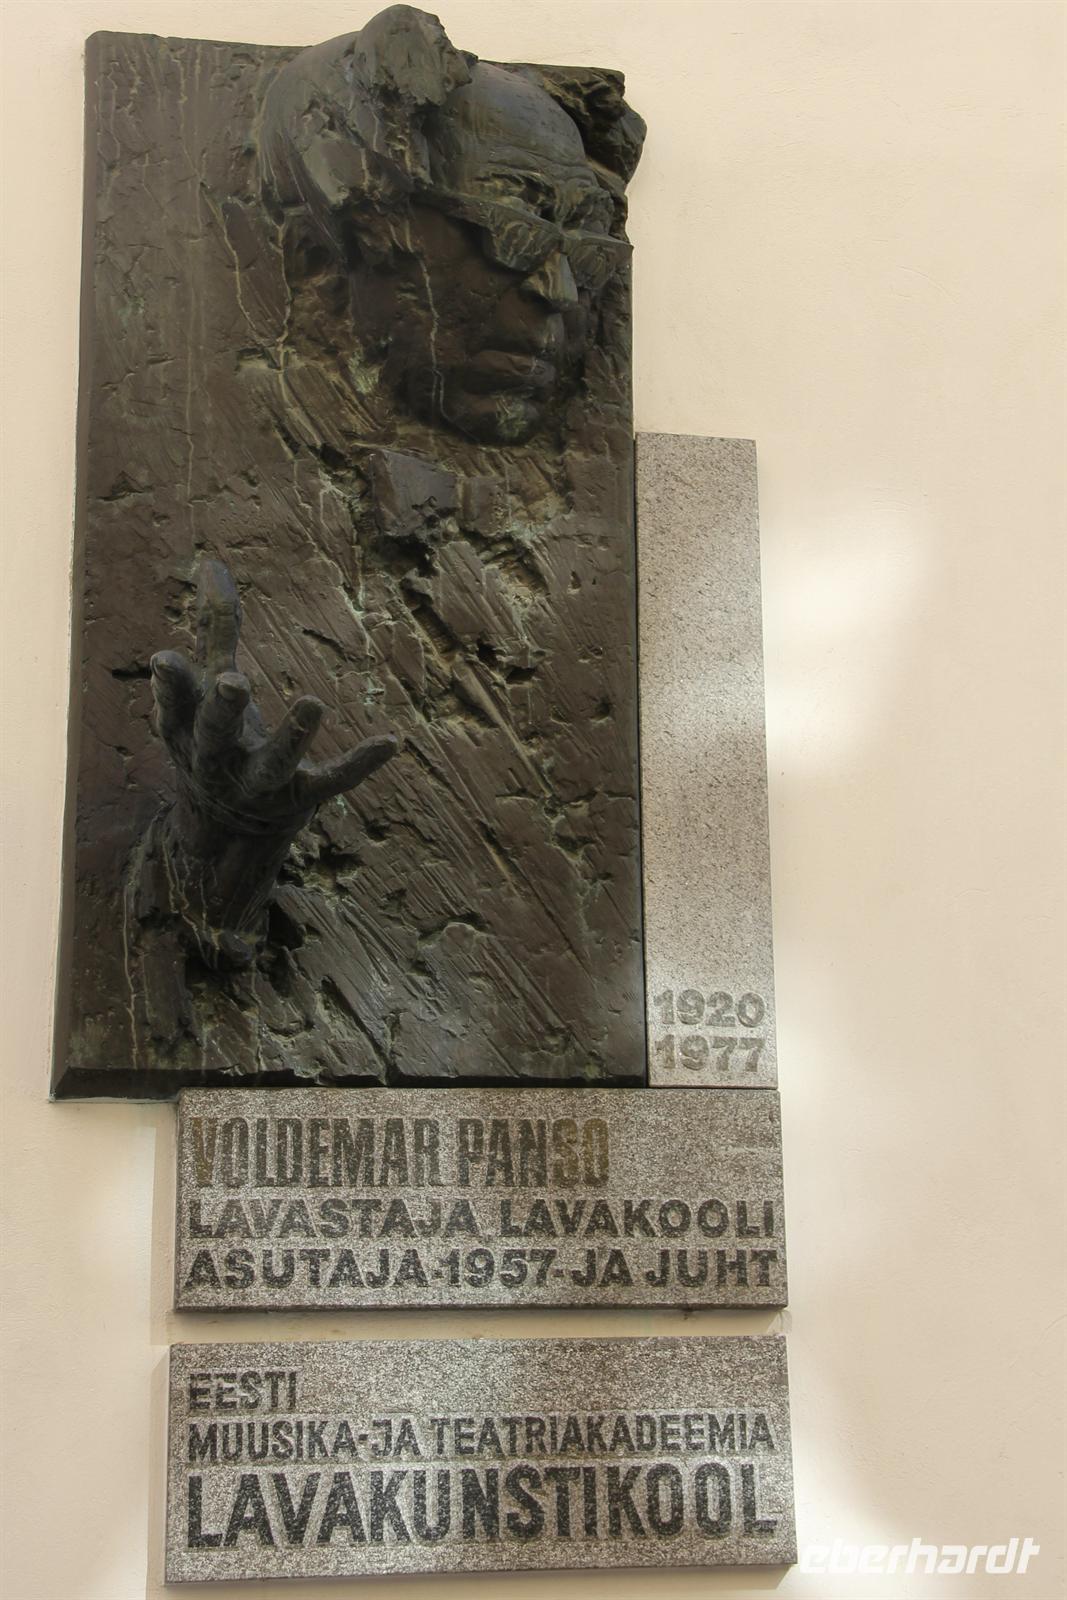 1920
1977
VOLDEMAR PANSO
LAVASTAJA, LAVAKOOLI
ASUTAJA-1957-JA JUHT
EESTI
MUUSIKA-JA TEATRIAKADEEMIA
LAVAKUNSTIKOOL
eberhardt